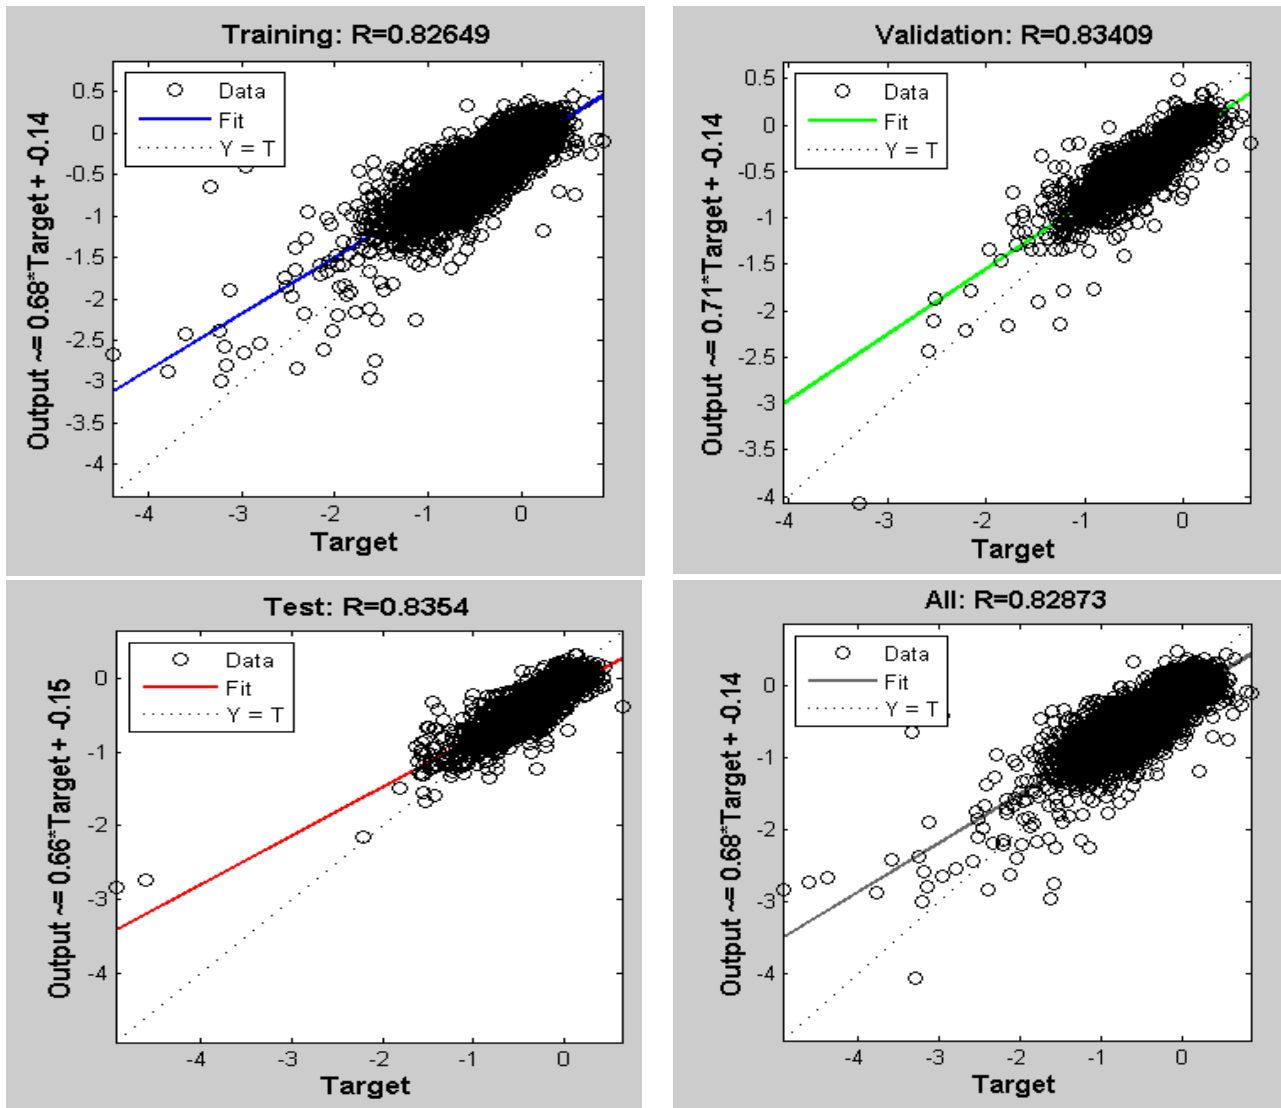 Training: R=0.82649
Output ~= 0.68*Target + -0.14
0.5
0
-0.5
-1
-1.5
-2
-2.5
-3
-3.5
-4
Data
Fit
Y = T
-4 -3 -2 -1 0
Target
Validation: R=0.83409
Output ~= 0.71*Target + -0.14
0.5
0
-0.5
-1
-1.5
-2
-2.5
-3
-3.5
-4
Data
Fit
Y = T
-4 -3 -2 -1 0
Target
Test: R=0.8354
Output ~= 0.66*Target + -0.15
0
-1
-2
-3
-4
Data
Fit
Y = T
-4 -3 -2 -1 0
Target
All: R=0.82873
Output ~= 0.68*Target + -0.14
0
-1
-2
-3
-4
Data
Fit
Y = T
-4 -3 -2 -1 0
Target